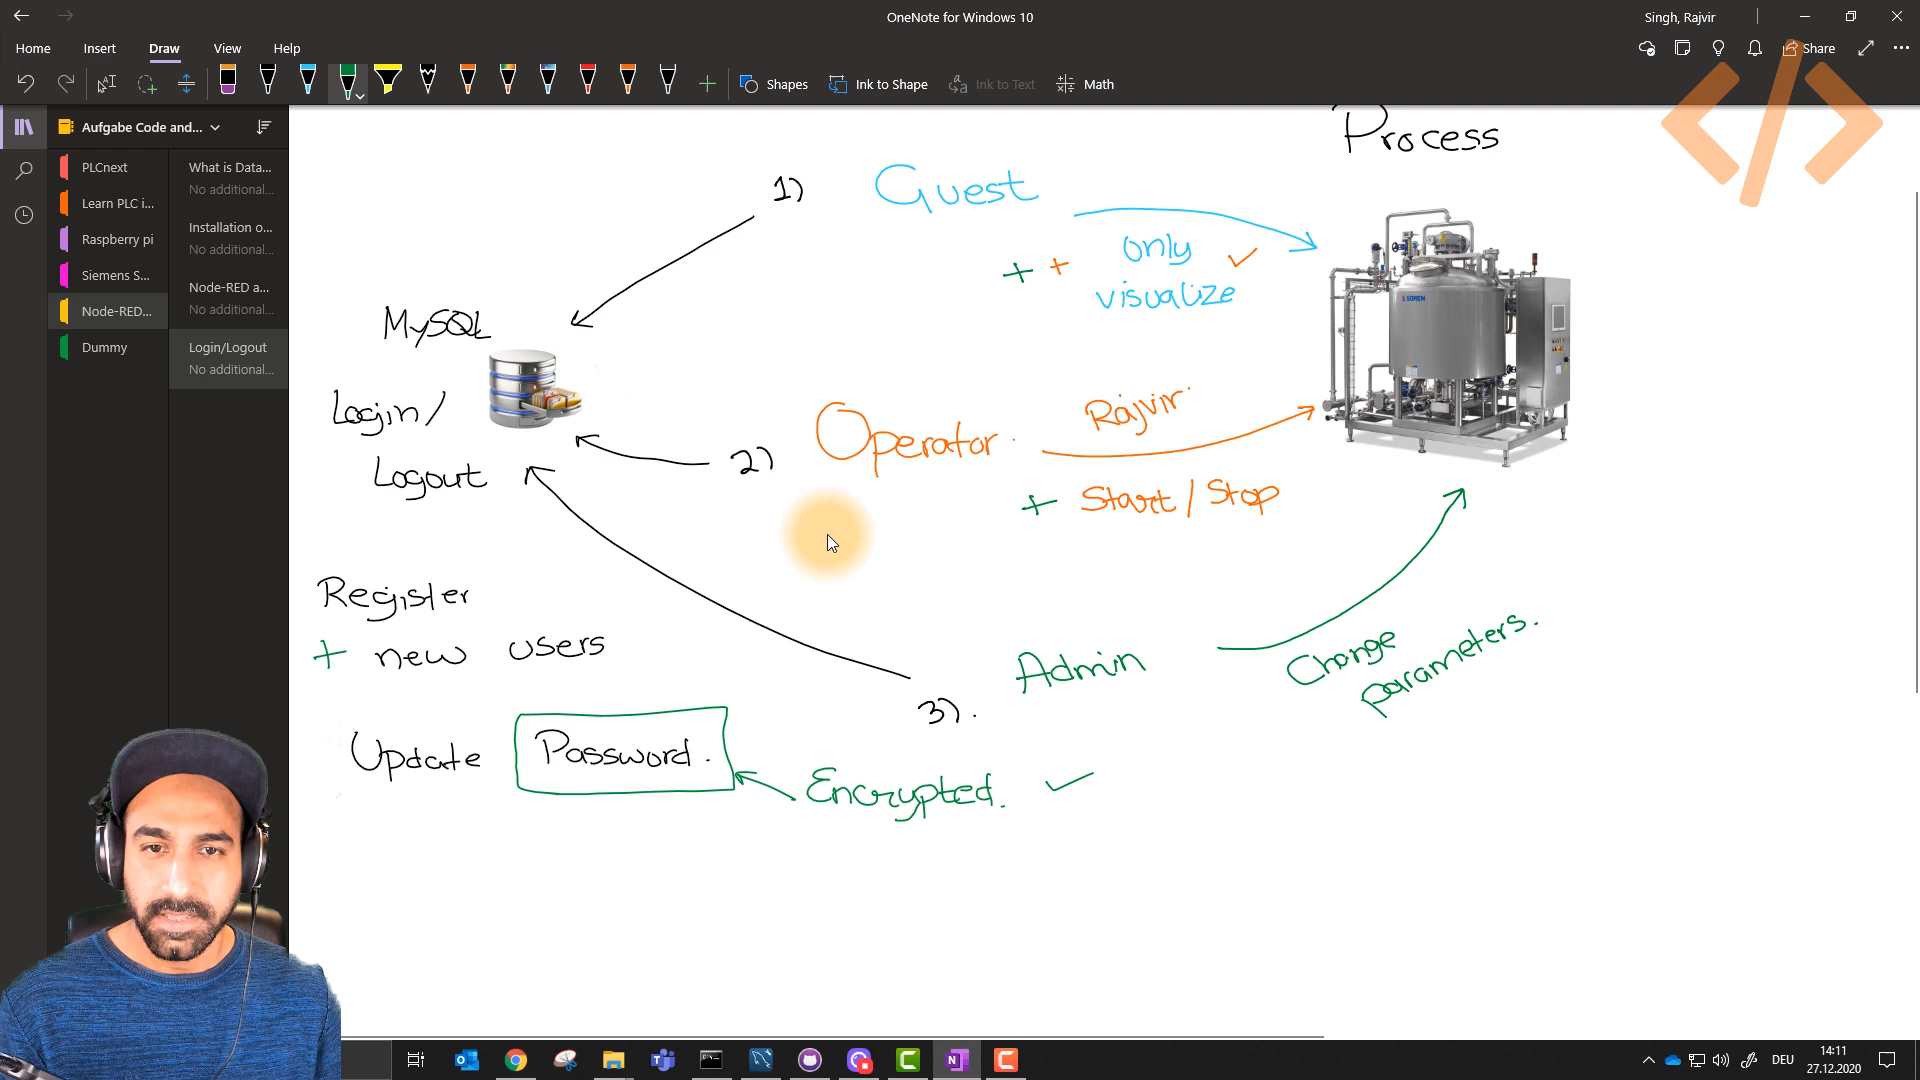 OneNote for Windows 10
Singh, Rajvir
Home
Insert
Draw
View
Help
Share
Shapes
Ink to Shape
Ink to Text
Math
Aufgabe Code and...
PLCnext
Learn PLC i...
Raspberry pi
Siemens S...
Node-RED...
Dummy
What is Data...
No additional...
Installation o...
No additional...
Node-RED a...
No additional...
Login/Logout
No additional...
Process
1)
Guest
+ +
only
visualize
MySQL
Login/
Logout
2)
Operator.
Rajvir
+ Start / Stop
Register
+ new users
Admin
Change
parameters.
3).
Update Password.
Encrypted.
DEU
14:11
27.12.2020